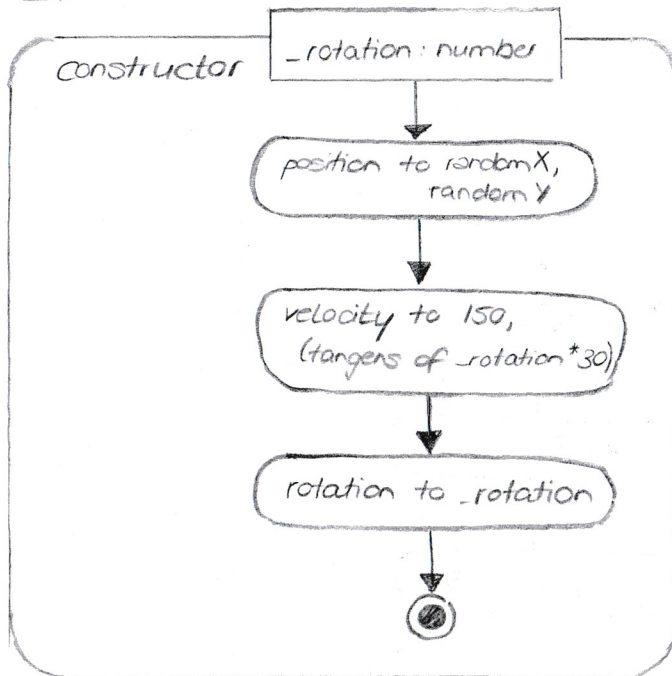 constructor
_rotation: number
position to randomX,
randomY
velocity to 150,
(tangens of _rotation*30)
rotation to _rotation